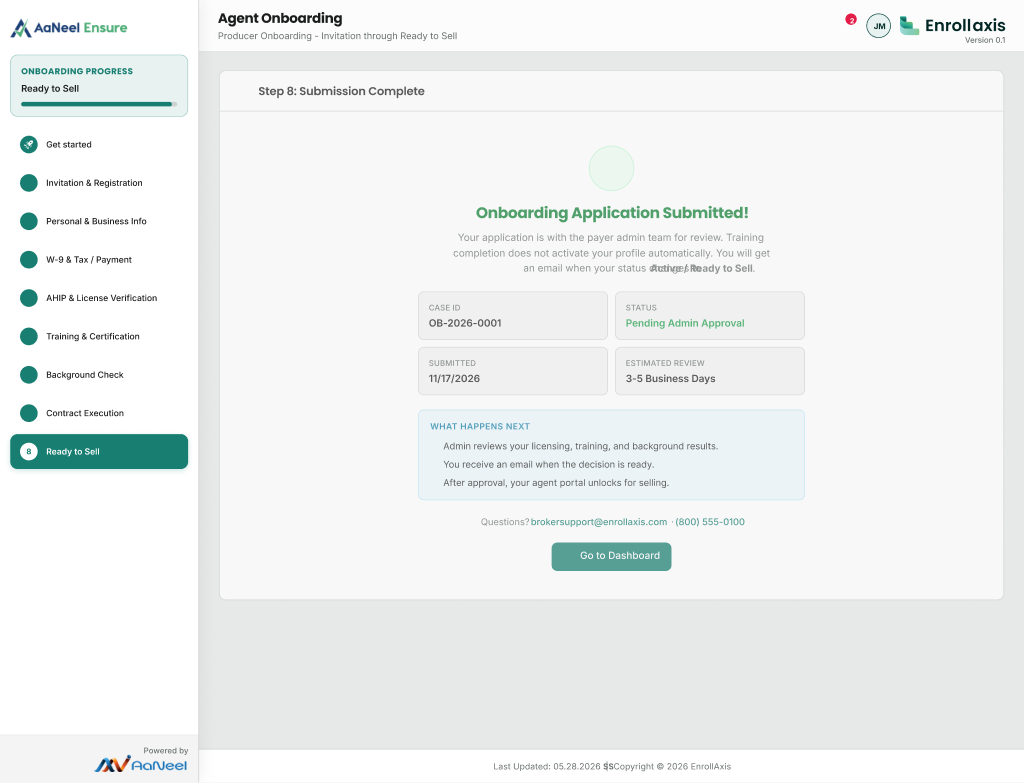 AaNeel Ensure
ONBOARDING PROGRESS
Ready to Sell
Get started
Invitation & Registration
Personal & Business Info
W-9 & Tax / Payment
AHIP & License Verification
Training & Certification
Background Check
Contract Execution
8 Ready to Sell
Powered by
AaNeel
Agent Onboarding
Producer Onboarding - Invitation through Ready to Sell
2
JM
Enrollaxis
Version 0.1
Step 8: Submission Complete
Onboarding Application Submitted!
Your application is with the payer admin team for review. Training
completion does not activate your profile automatically. You will get
an email when your status Active / Ready to Sell.
CASE ID
OB-2026-0001
STATUS
Pending Admin Approval
SUBMITTED
11/17/2026
ESTIMATED REVIEW
3-5 Business Days
WHAT HAPPENS NEXT
Admin reviews your licensing, training, and background results.
You receive an email when the decision is ready.
After approval, your agent portal unlocks for selling.
Questions? brokersupport@enrollaxis.com · (800) 555-0100
Go to Dashboard
Last Updated: 05.28.2026 Copyright © 2026 EnrollAxis